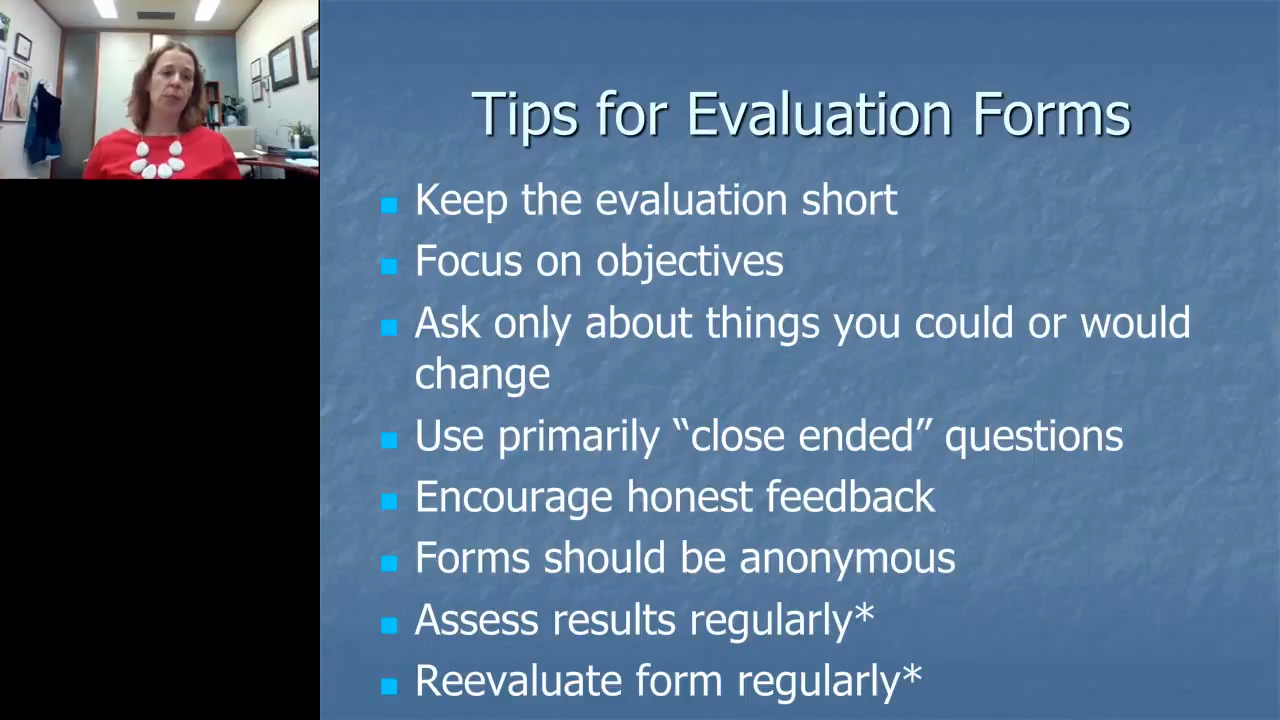 Tips for Evaluation Forms
Keep the evaluation short
Focus on objectives
Ask only about things you could or would
change
Use primarily “close ended” questions
Encourage honest feedback
Forms should be anonymous
Assess results regularly*
Reevaluate form regularly*